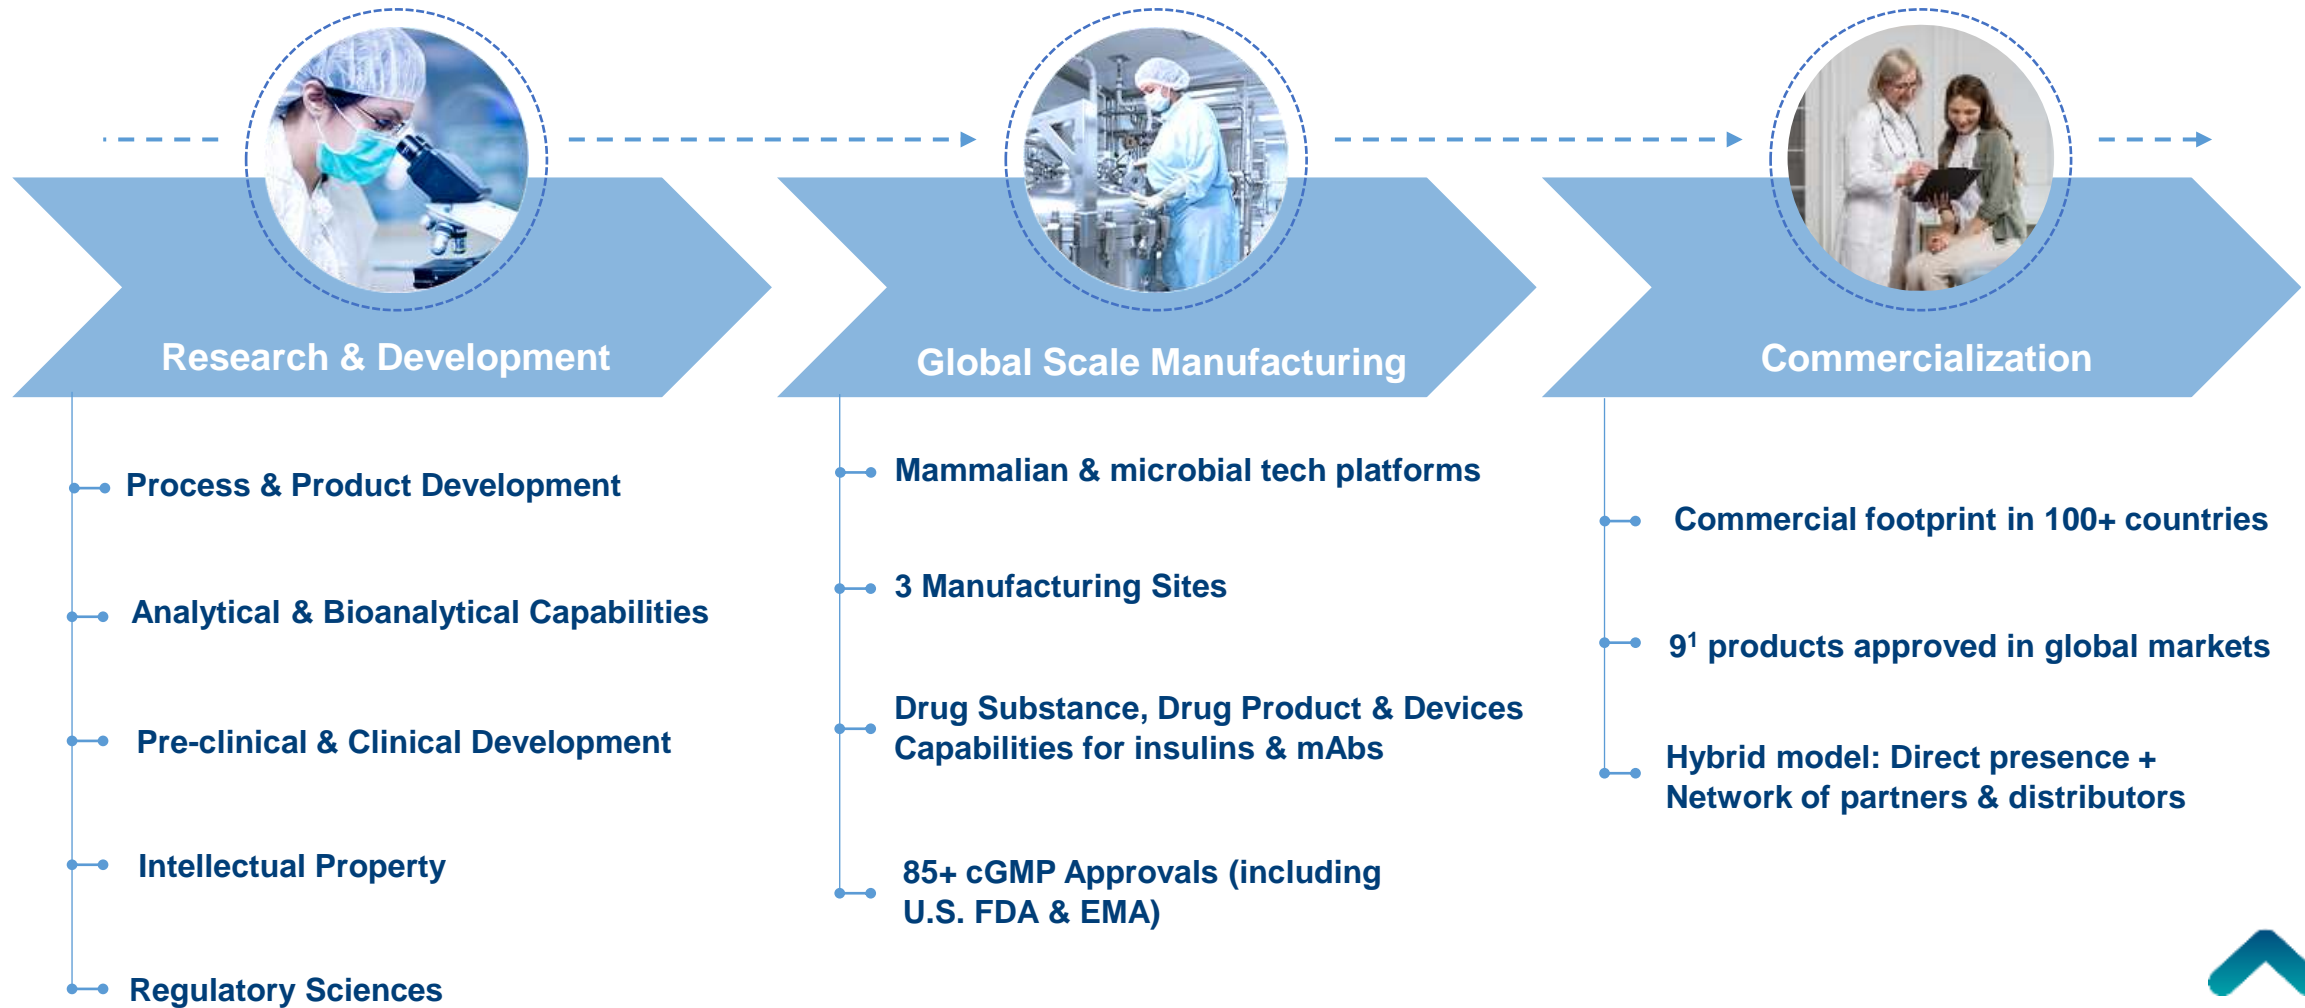 Research & Development
Process & Product Development
Analytical & Bioanalytical Capabilities
Pre-clinical & Clinical Development
Intellectual Property
Regulatory Sciences
Global Scale Manufacturing
Mammalian & microbial tech platforms
3 Manufacturing Sites
Drug Substance, Drug Product & Devices
Capabilities for insulins & mAbs
85+ cGMP Approvals (including
U.S. FDA & EMA)
Commercialization
Commercial footprint in 100+ countries
9¹ products approved in global markets
Hybrid model: Direct presence +
Network of partners & distributors